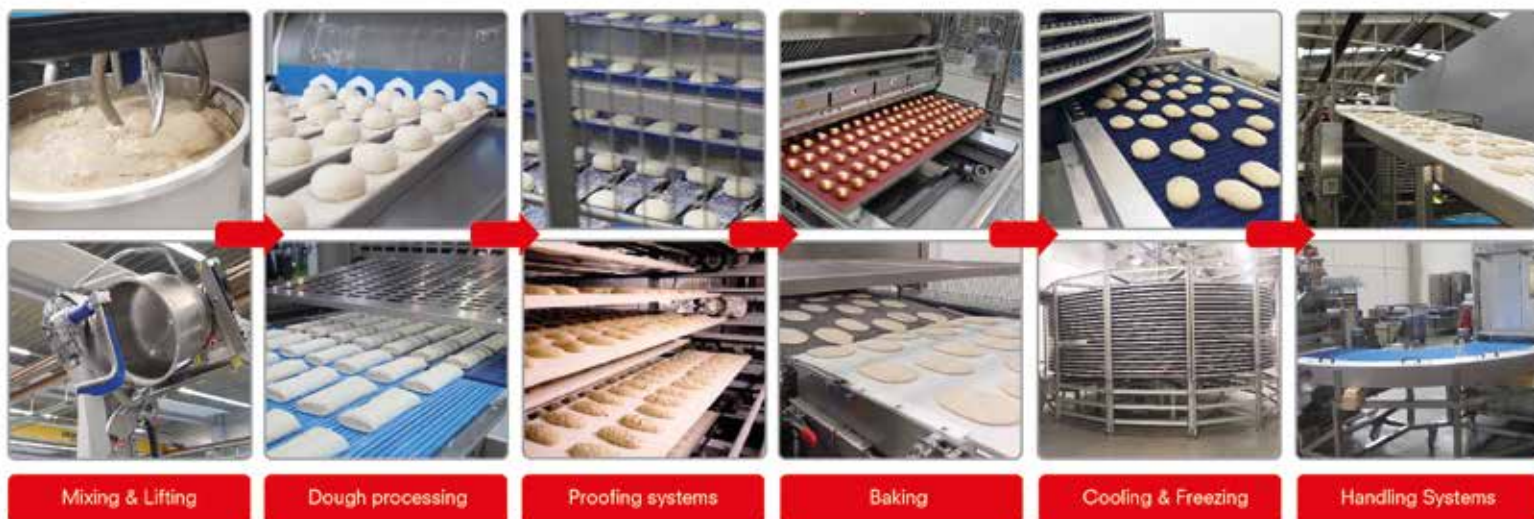 Mixing & Lifting
Dough processing
Proofing systems
Baking
Cooling & Freezing
Handling Systems